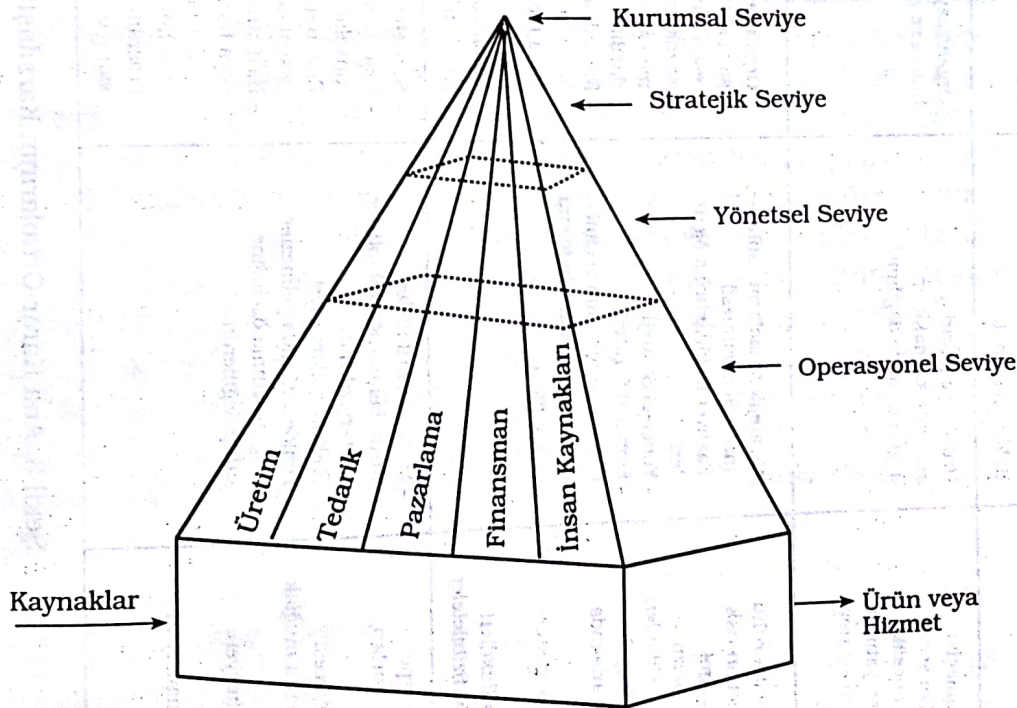 Kurumsal Seviye
Stratejik Seviye
Yönetsel Seviye
Operasyonel Seviye
Üretim
Tedarik
Pazarlama
Finansman
İnsan Kaynakları
Kaynaklar
Ürün veya
Hizmet